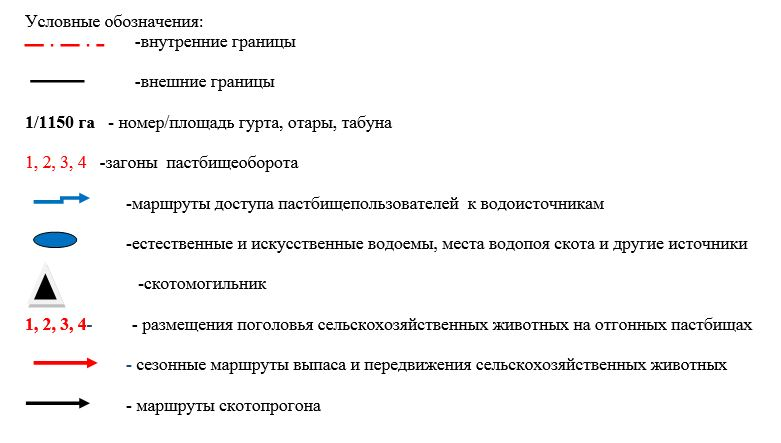 Условные обозначения:
-внутренние границы
-внешние границы
1/1150 га - номер/площадь гурта, отары, табуна
1, 2, 3, 4 -загоны пастбищеоборота
-маршруты доступа пастбищепользователей к водоисточникам
-естественные и искусственные водоемы, места водопоя скота и другие источники
-скотомогильник
1, 2, 3, 4- - размещения поголовья сельскохозяйственных животных на отгонных пастбищах
- сезонные маршруты выпаса и передвижения сельскохозяйственных животных
- маршруты скотопрогона